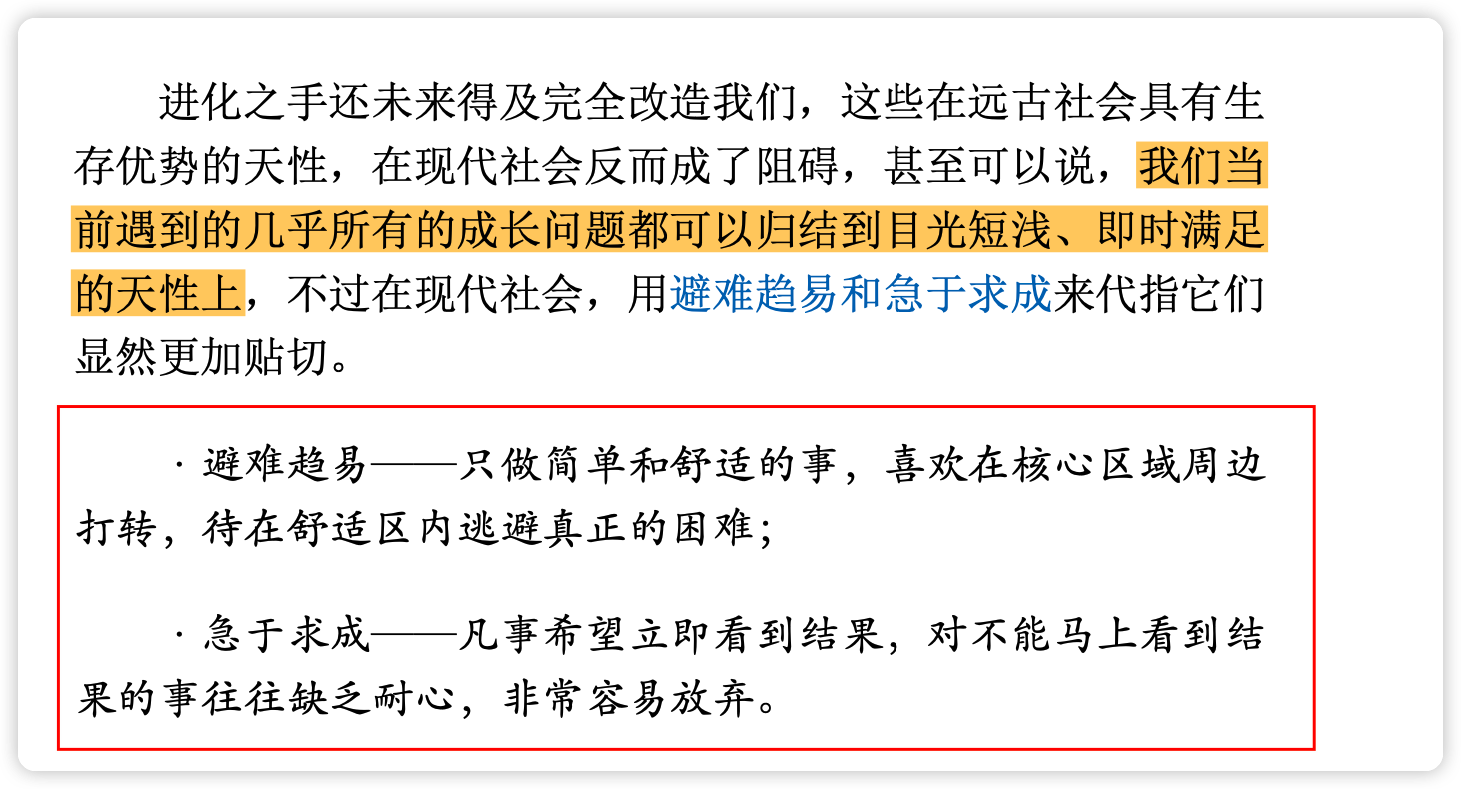 进化之手还未来得及完全改造我们，这些在远古社会具有生
存优势的天性，在现代社会反而成了阻碍，甚至可以说，我们当
前遇到的几乎所有的成长问题都可以归结到目光短浅、即时满足
的天性上，不过在现代社会，用避难趋易和急于求成来代指它们
显然更加贴切。
· 避难趋易——只做简单和舒适的事，喜欢在核心区域周边
打转，待在舒适区内逃避真正的困难；
· 急于求成——凡事希望立即看到结果，对不能马上看到结
果的事往往缺乏耐心，非常容易放弃。